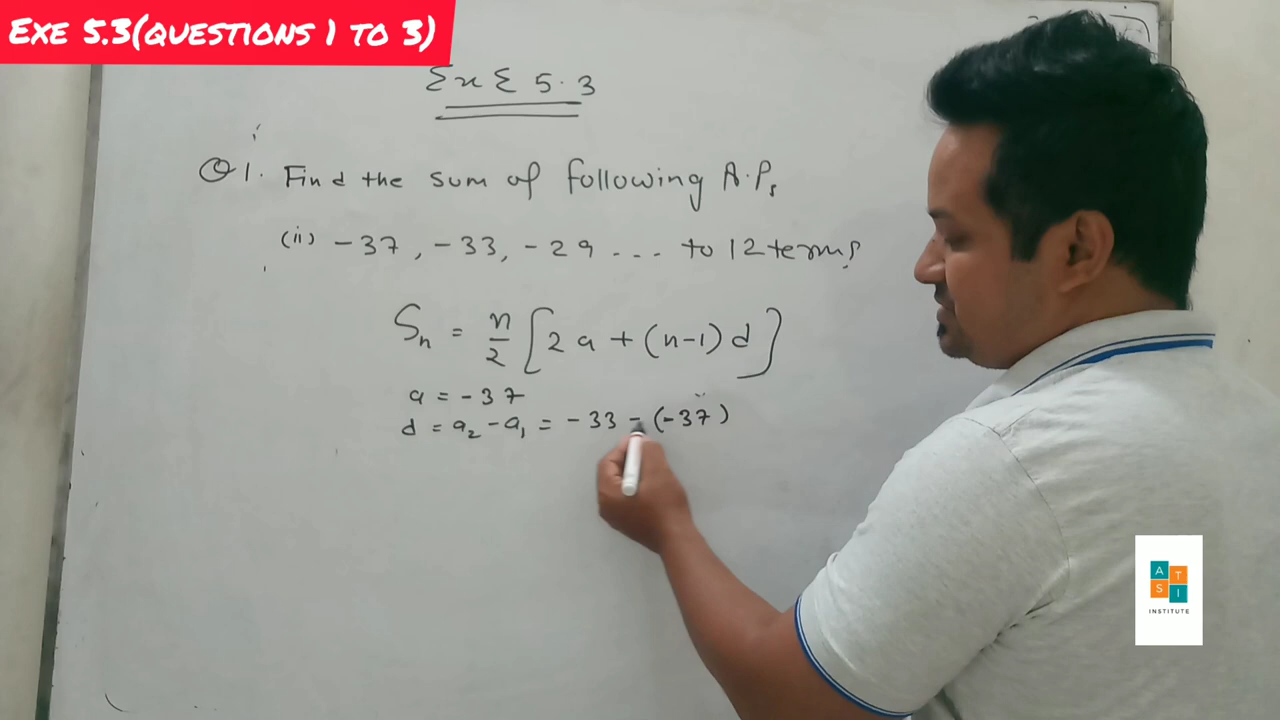 EXE 5.3(QUESTIONS 1 TO 3)
Ex E 5.3
Q1. Find the sum of following A.Ps
(ii) -37, -33, -29 ... to 12 terms
Sn = n/2 [2a + (n-1) d]
a = -37
d = a2 - a1 = -33 - (-37)
A T
S I
INSTITUTE